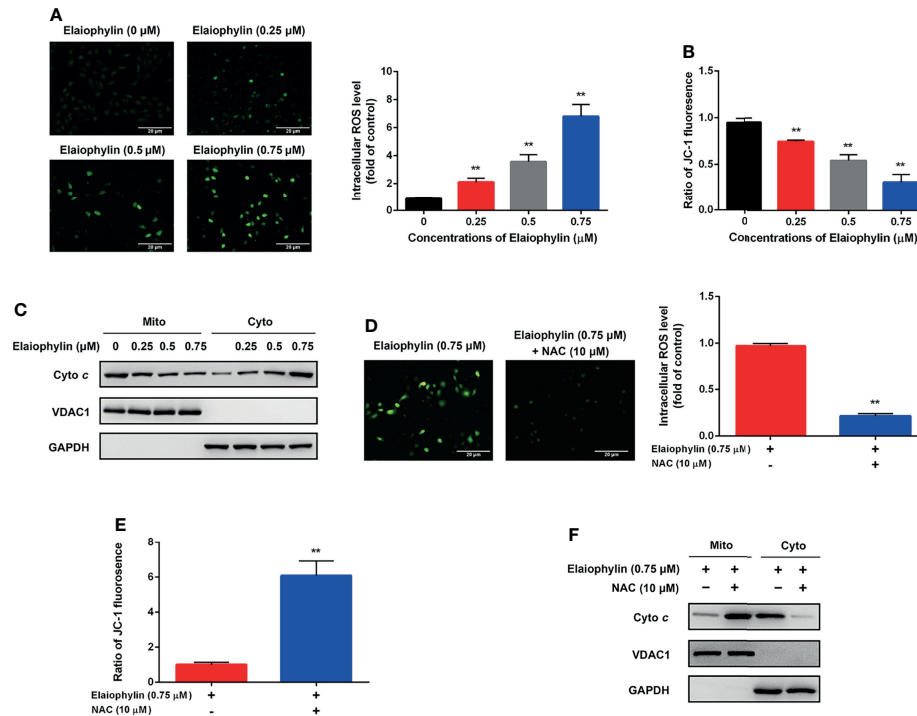 A
Elaiophylin (0 μM)
Elaiophylin (0.25 μM)
20 μm
20 μm
Elaiophylin (0.5 μM)
Elaiophylin (0.75 μM)
20 μm
20 μm
Intracellular ROS level
(fold of control)
10
8
6
4
2
0
**
**
**
0
0.25
0.5
0.75
Concentrations of Elaiophylin (μM)
B
Ratio of JC-1 fluoresence
1.5
1.0
0.5
0.0
**
**
**
0
0.25
0.5
0.75
Concentrations of Elaiophylin (μM)
C
Mito Cyto
Elaiophylin (μM) 0 0.25 0.5 0.75 0 0.25 0.5 0.75
Cyto c
VDAC1
GAPDH
D
Elaiophylin (0.75 μM)
Elaiophylin (0.75 μM)
+ NAC (10 μM)
20 μm
20 μm
Intracellular ROS level
(fold of control)
1.5
1.0
0.5
0.0
**
Elaiophylin (0.75 μM) + +
NAC (10 μM) - +
E
Ratio of JC-1 fluorosence
8
6
4
2
0
**
Elaiophylin (0.75 μM) + +
NAC (10 μM) - +
F
Mito Cyto
Elaiophylin (0.75 μM) + + + +
NAC (10 μM) − + − +
Cyto c
VDAC1
GAPDH